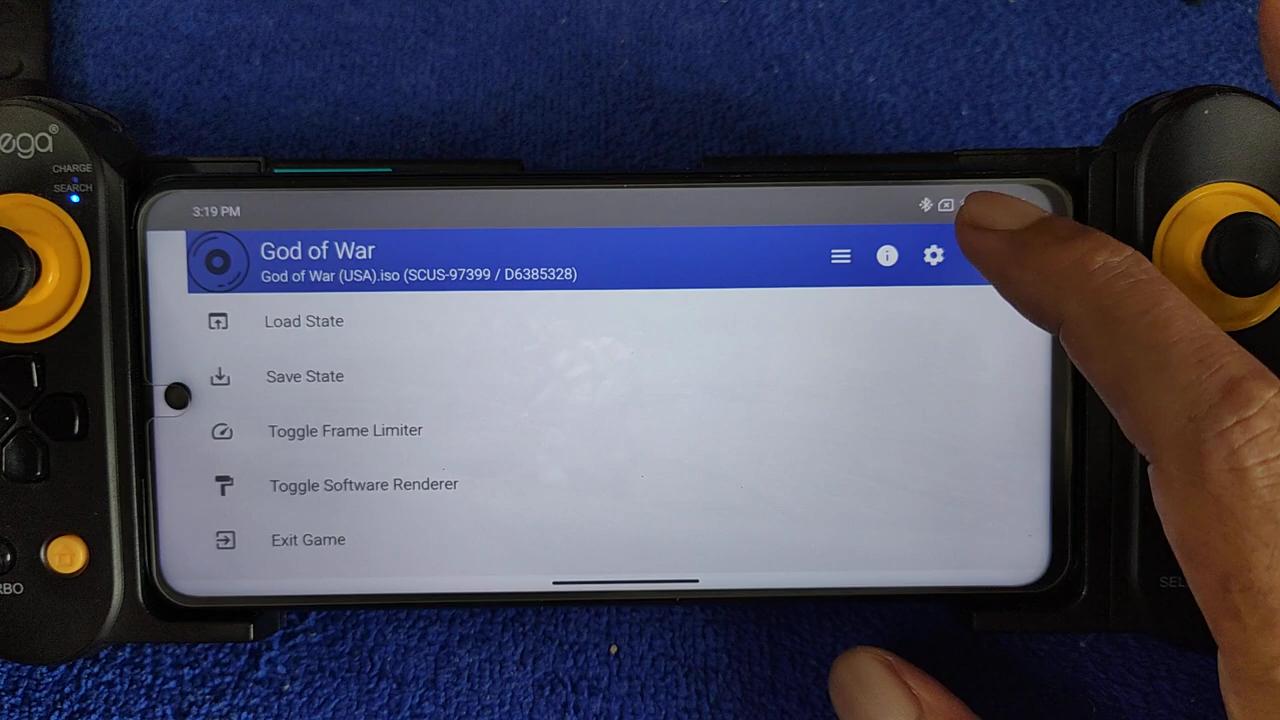 ega®
CHARGE
SEARCH
3:19 PM
God of War
God of War (USA).iso (SCUS-97399 / D6385328)
Load State
Save State
Toggle Frame Limiter
Toggle Software Renderer
Exit Game
RBO
SEL